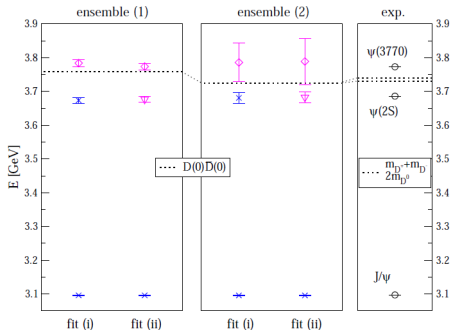 ensemble (1) ensemble (2) exp.
3.9 3.9
3.8 3.8
3.7 3.7
3.6 3.6
3.5 3.5
3.4 3.4
3.3 3.3
3.2 3.2
3.1 3.1
E [GeV]
ψ(3770)
ψ(2S)
D(0)D̄(0)
m_D⁺+m_D⁻
2m_D⁰
J/ψ
fit (i) fit (ii) fit (i) fit (ii)